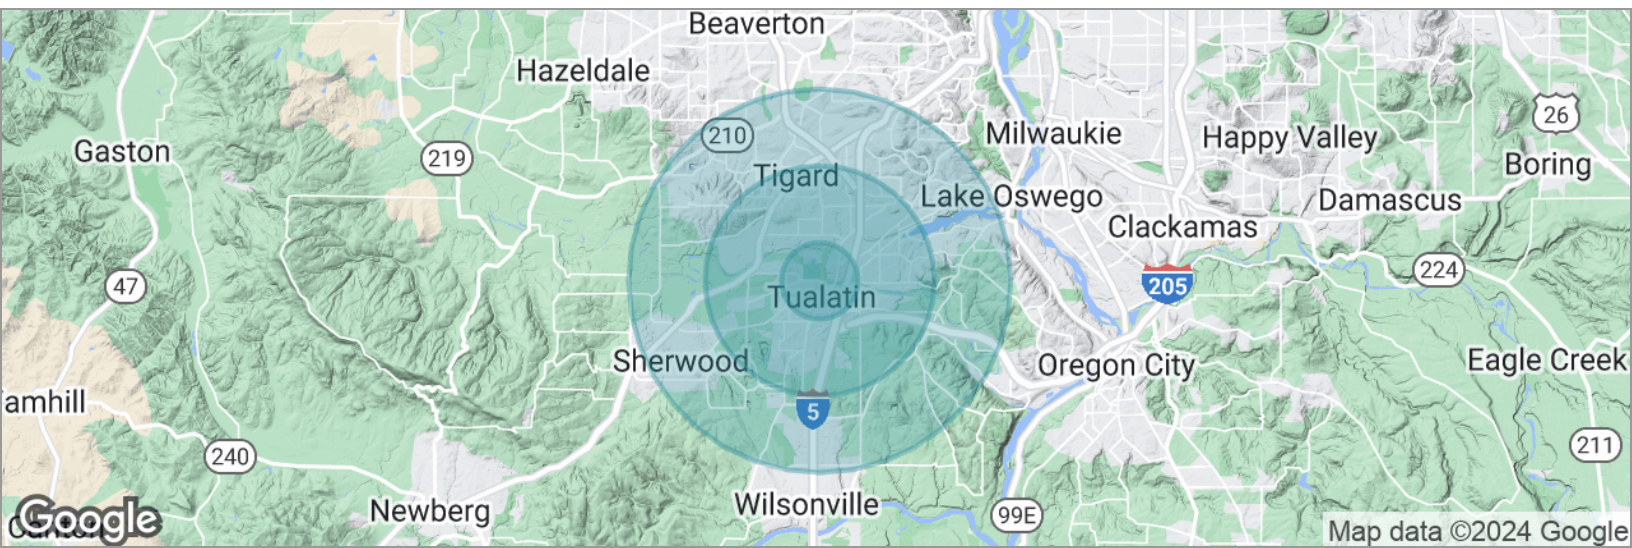 Beaverton
Hazeldale
26
210
Milwaukie
Happy Valley
Gaston
219
Boring
Tigard
Lake Oswego
Damascus
Clackamas
224
47
205
Tualatin
Sherwood
Oregon City
Eagle Creek
amhill
5
211
240
Wilsonville
Newberg
99E
Google
Carlton
Map data ©2024 Google